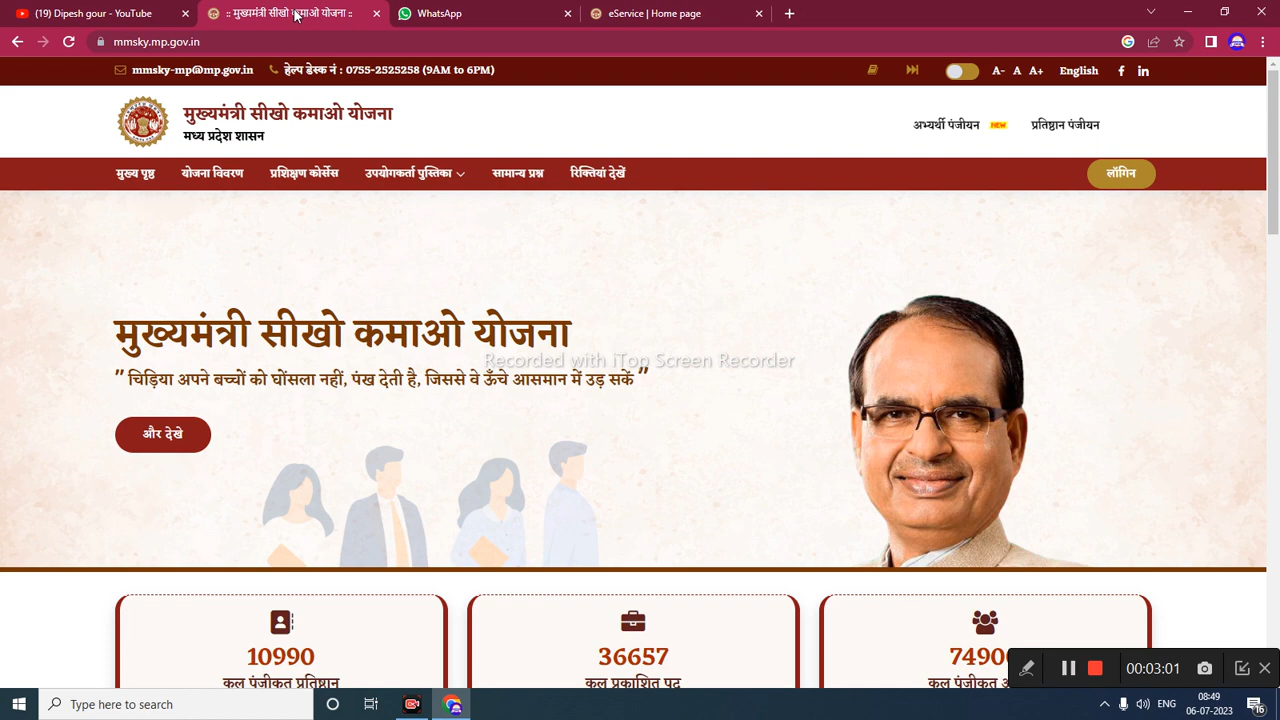 (19) Dipesh gour - YouTube
:: मुख्यमंत्री सीखो कमाओ योजना ::
WhatsApp
eService | Home page
mmsky.mp.gov.in
mmsky-mp@mp.gov.in
हेल्प डेस्क नं : 0755-2525258 (9AM to 6PM)
A- A A+ English
मुख्यमंत्री सीखो कमाओ योजना
मध्य प्रदेश शासन
अभ्यर्थी पंजीयन NEW प्रतिष्ठान पंजीयन
मुख्य पृष्ठ योजना विवरण प्रशिक्षण कोर्सेस उपयोगकर्ता पुस्तिका सामान्य प्रश्न रिक्तियां देखें लॉगिन
मुख्यमंत्री सीखो कमाओ योजना
Recorded with iTop Screen Recorder
" चिड़िया अपने बच्चों को घोंसला नहीं, पंख देती है, जिससे वे ऊँचे आसमान में उड़ सकें "
और देखे
10990 36657
कुल पंजीकृत प्रतिष्ठान कुल प्रकाशित पद कुल पंजीकृत
00:03:01
Type here to search
ENG
08:49
06-07-2023
16